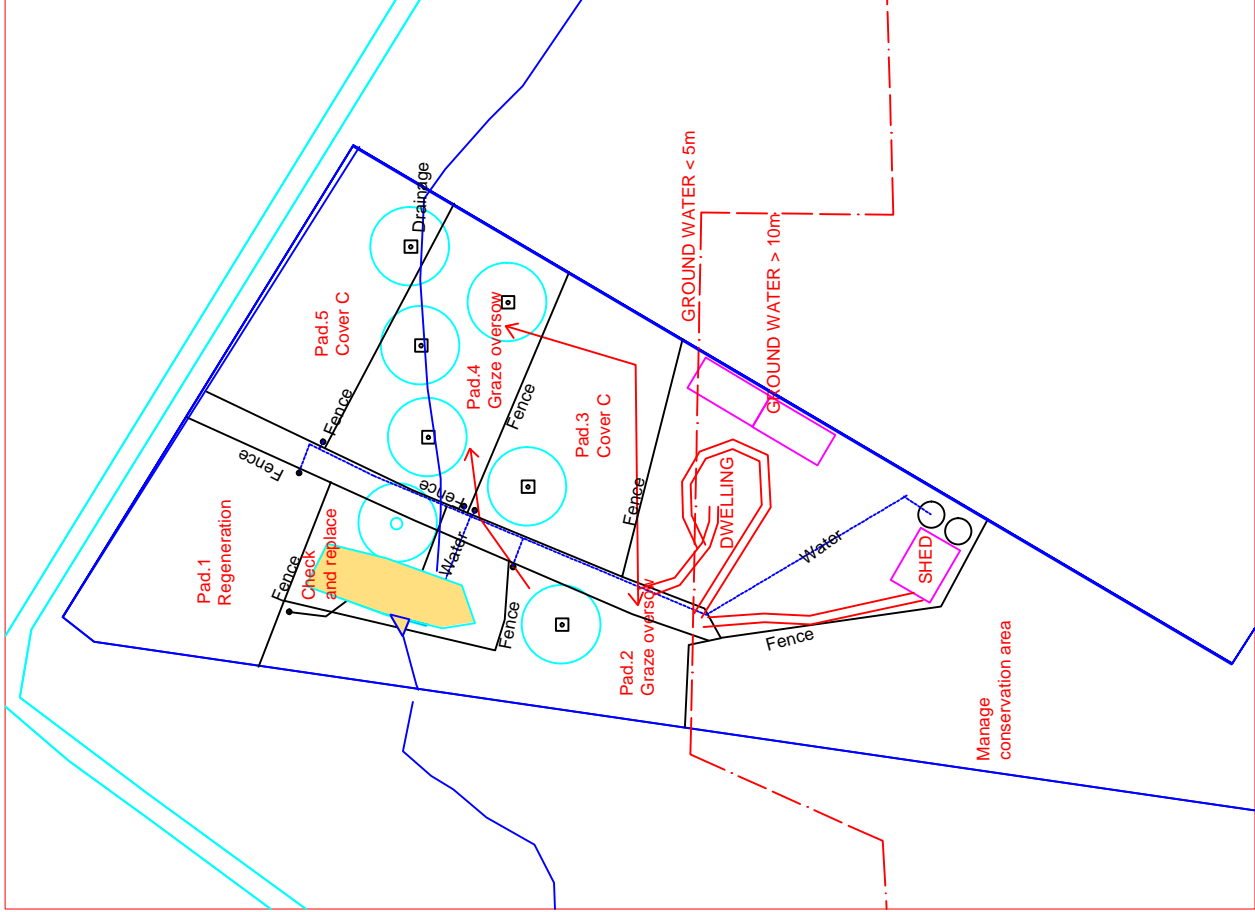 Pad.1
Regeneration
Check
and replace
Fence
Fence
Fence
Pad.5
Cover C
Drainage
Pad.4
Graze oversow
Fence
Fence
Water
Fence
Pad.3
Cover C
Fence
Pad.2
Graze oversow
GROUND WATER < 5m
GROUND WATER > 10m
DWELLING
Water
SHED
Fence
Manage
conservation area